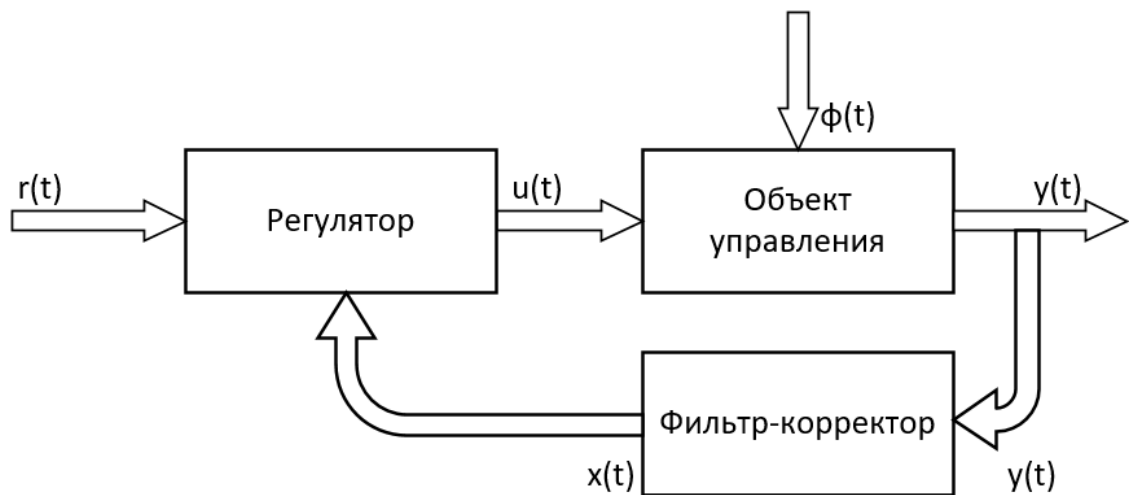 ф(t)
r(t)
Регулятор
u(t)
Объект
управления
y(t)
Фильтр-корректор
x(t)
y(t)